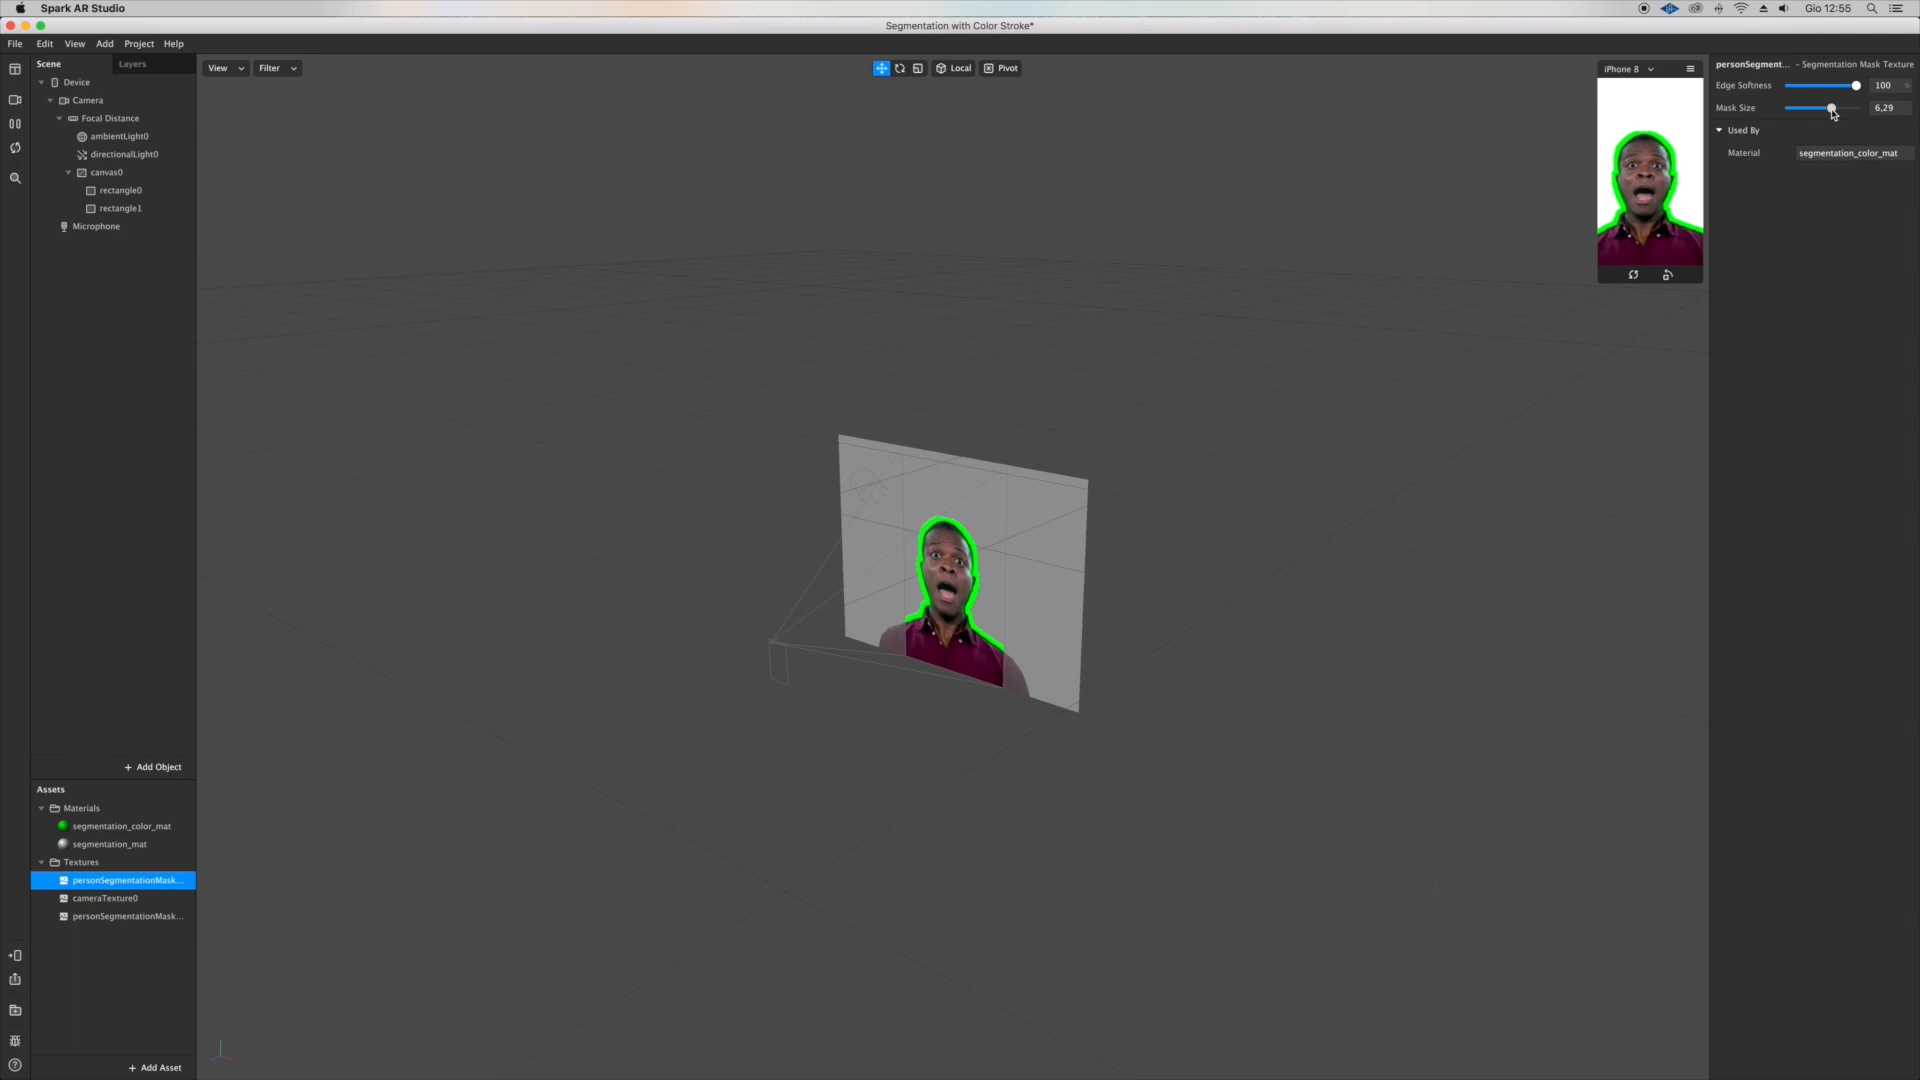 Spark AR Studio
Gio 12:55
Segmentation with Color Stroke*
File Edit View Add Project Help
Scene Layers
Device
Camera
Focal Distance
ambientLight0
directionalLight0
canvas0
rectangle0
rectangle1
Microphone
+ Add Object
Assets
Materials
segmentation_color_mat
segmentation_mat
Textures
personSegmentationMask...
cameraTexture0
personSegmentationMask...
+ Add Asset
View Filter
Local Pivot
iPhone 8
personSegment... - Segmentation Mask Texture
Edge Softness 100 %
Mask Size 6,29
Used By
Material segmentation_color_mat